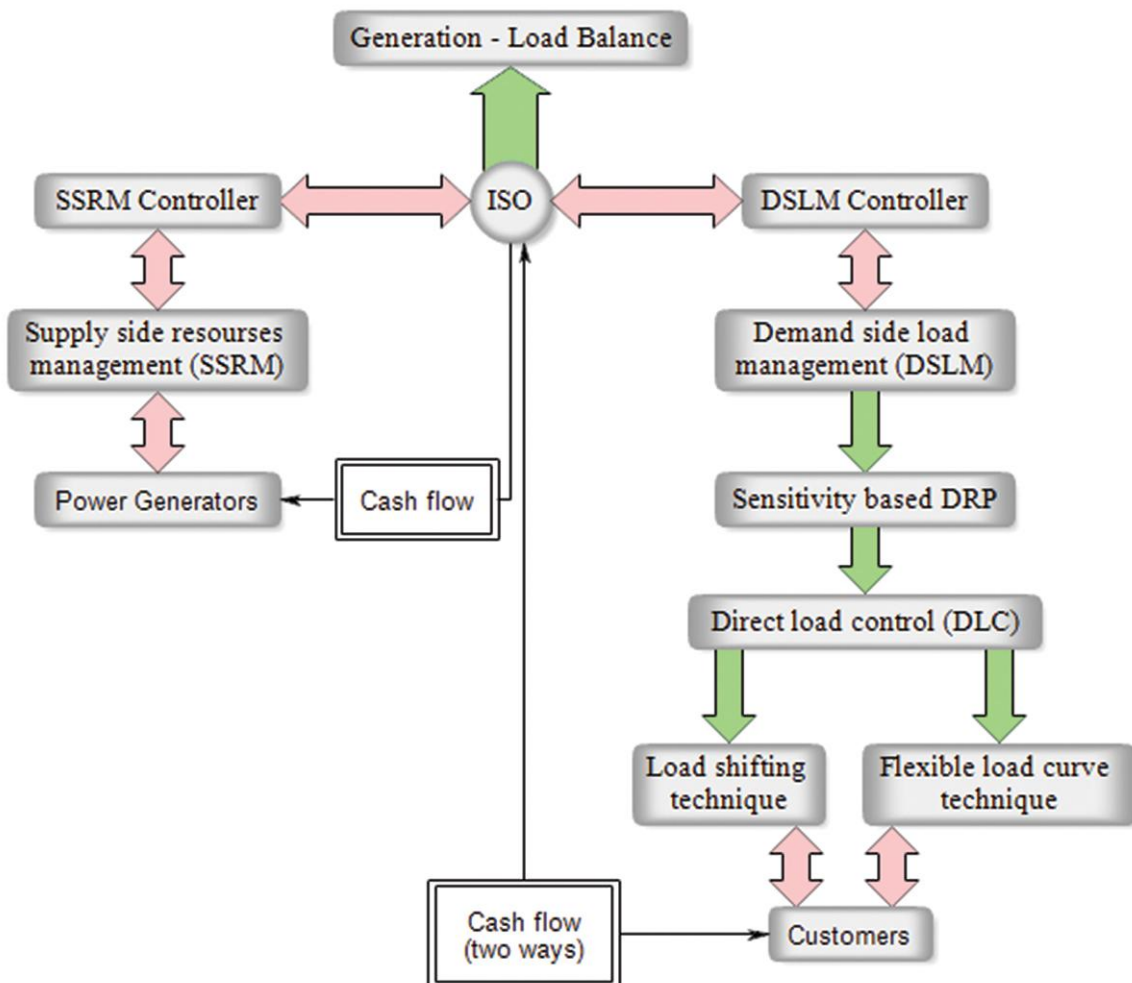 Generation - Load Balance
SSRM Controller
ISO
DSLM Controller
Supply side resourses
management (SSRM)
Demand side load
management (DSLM)
Power Generators
Cash flow
Sensitivity based DRP
Direct load control (DLC)
Load shifting
technique
Flexible load curve
technique
Cash flow
(two ways)
Customers